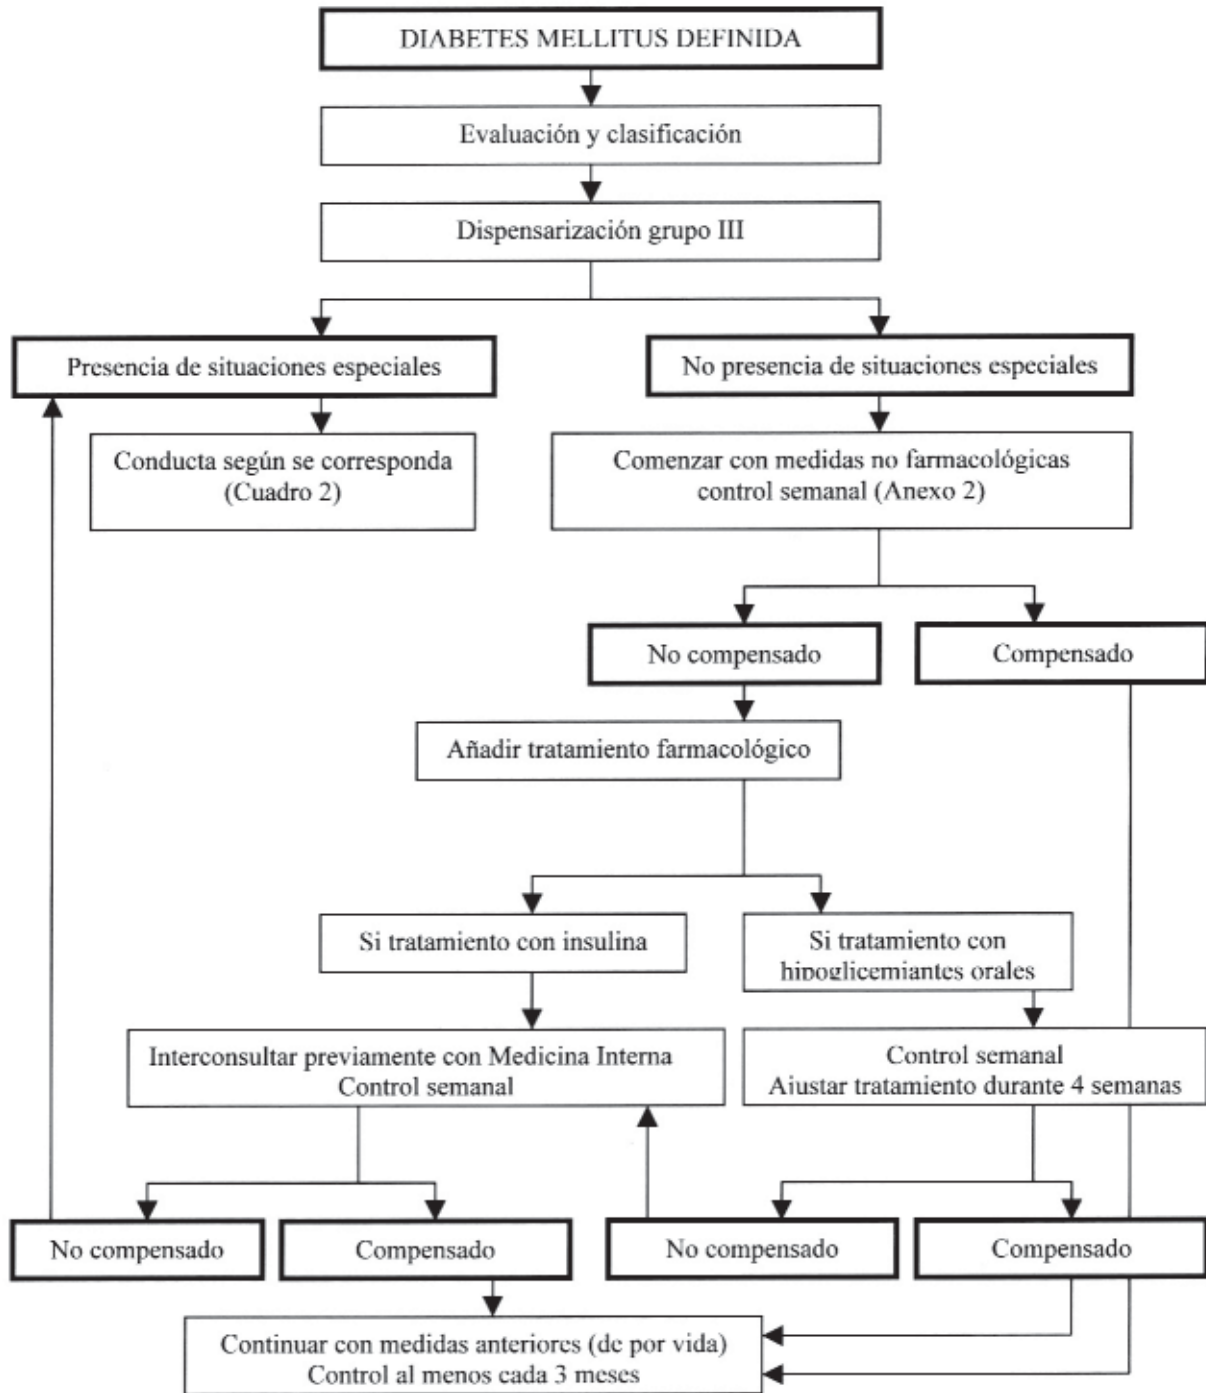 DIABETES MELLITUS DEFINIDA
Evaluación y clasificación
Dispensarización grupo III
Presencia de situaciones especiales
No presencia de situaciones especiales
Conducta según se corresponda
(Cuadro 2)
Comenzar con medidas no farmacológicas
control semanal (Anexo 2)
No compensado
Compensado
Añadir tratamiento farmacológico
Si tratamiento con insulina
Si tratamiento con
hipoglicemiantes orales
Interconsultar previamente con Medicina Interna
Control semanal
Control semanal
Ajustar tratamiento durante 4 semanas
No compensado
Compensado
No compensado
Compensado
Continuar con medidas anteriores (de por vida)
Control al menos cada 3 meses